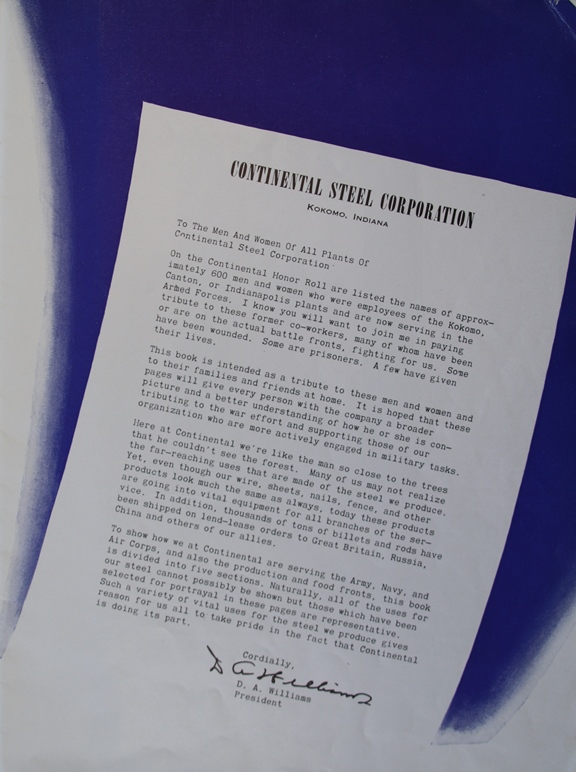 CONTINENTAL STEEL CORPORATION
KOKOMO, INDIANA
To The Men And Women Of All Plants Of
Continental Steel Corporation
On the Continental Honor Roll are listed the names of approx-
imately 600 men and women who were employees of the Kokomo,
Canton, or Indianapolis plants and are now serving in the
Armed Forces. I know you will want to join me in paying
tribute to these former co-workers, many of whom have been
or are on the actual battle fronts, fighting for us. Some
have been wounded. Some are prisoners. A few have given
their lives.
This book is intended as a tribute to these men and women and
to their families and friends at home. It is hoped that these
pages will give every person with the company a broader
picture and a better understanding of how he or she is con-
tributing to the war effort and supporting those of our
organization who are more actively engaged in military tasks.
Here at Continental we're like the man so close to the trees
that he couldn't see the forest. Many of us may not realize
the far-reaching uses that are made of the steel we produce.
Yet, even though our wire, sheets, nails, fence, and other
products look much the same as always, today these products
are going into vital equipment for all branches of the ser-
vice. In addition, thousands of tons of billets and rods have
been shipped on lend-lease orders to Great Britain, Russia,
China and others of our allies.
To show how we at Continental are serving the Army, Navy, and
Air Corps, and also the production and food fronts, this book
is divided into five sections. Naturally, all of the uses for
our steel cannot possibly be shown but those which have been
selected for portrayal in these pages are representative.
Such a variety of vital uses for the steel we produce gives
reason for us all to take pride in the fact that Continental
is doing its part.
Cordially,
D A Williams
D. A. Williams
President